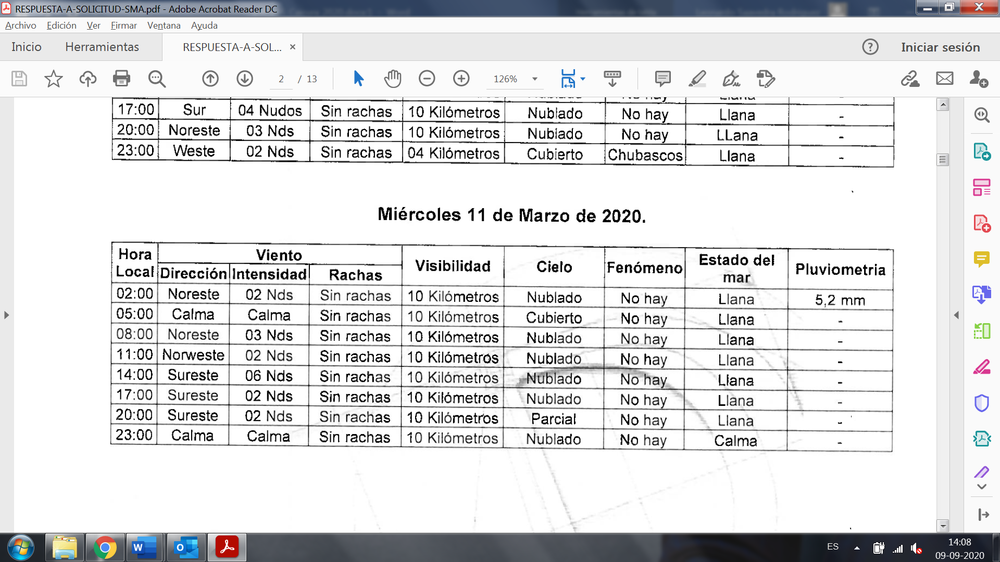 RESPUESTA-A-SOLICITUD-SMA.pdf - Adobe Acrobat Reader DC
Archivo Edición Ver Firmar Ventana Ayuda
Inicio Herramientas RESPUESTA-A-SOL... × Iniciar sesión
2 / 13 126%
17:00 Sur 04 Nudos Sin rachas 10 Kilómetros Nublado No hay Llana -
20:00 Noreste 03 Nds Sin rachas 10 Kilómetros Nublado No hay LLana -
23:00 Weste 02 Nds Sin rachas 04 Kilómetros Cubierto Chubascos Llana -
Miércoles 11 de Marzo de 2020.
Hora Local Viento Visibilidad Cielo Fenómeno Estado del mar Pluviometria
Dirección Intensidad Rachas
02:00 Noreste 02 Nds Sin rachas 10 Kilómetros Nublado No hay Llana 5,2 mm
05:00 Calma Calma Sin rachas 10 Kilómetros Cubierto No hay Llana -
08:00 Noreste 03 Nds Sin rachas 10 Kilómetros Nublado No hay Llana -
11:00 Norweste 02 Nds Sin rachas 10 Kilómetros Nublado No hay Llana -
14:00 Sureste 06 Nds Sin rachas 10 Kilómetros Nublado No hay Llana -
17:00 Sureste 02 Nds Sin rachas 10 Kilómetros Nublado No hay Llana -
20:00 Sureste 02 Nds Sin rachas 10 Kilómetros Parcial No hay Llana -
23:00 Calma Calma Sin rachas 10 Kilómetros Nublado No hay Calma -
ES 14:08
09-09-2020